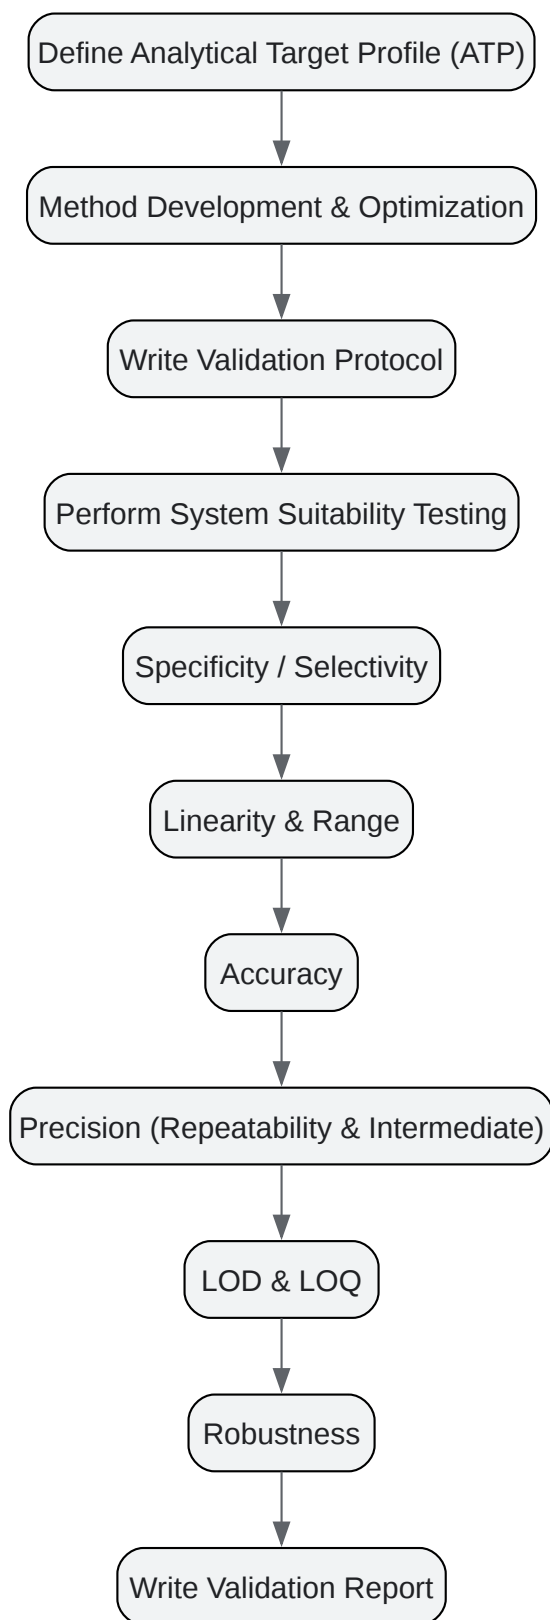 Define Analytical Target Profile (ATP)
Method Development & Optimization
Write Validation Protocol
Perform System Suitability Testing
Specificity / Selectivity
Linearity & Range
Accuracy
Precision (Repeatability & Intermediate)
LOD & LOQ
Robustness
Write Validation Report